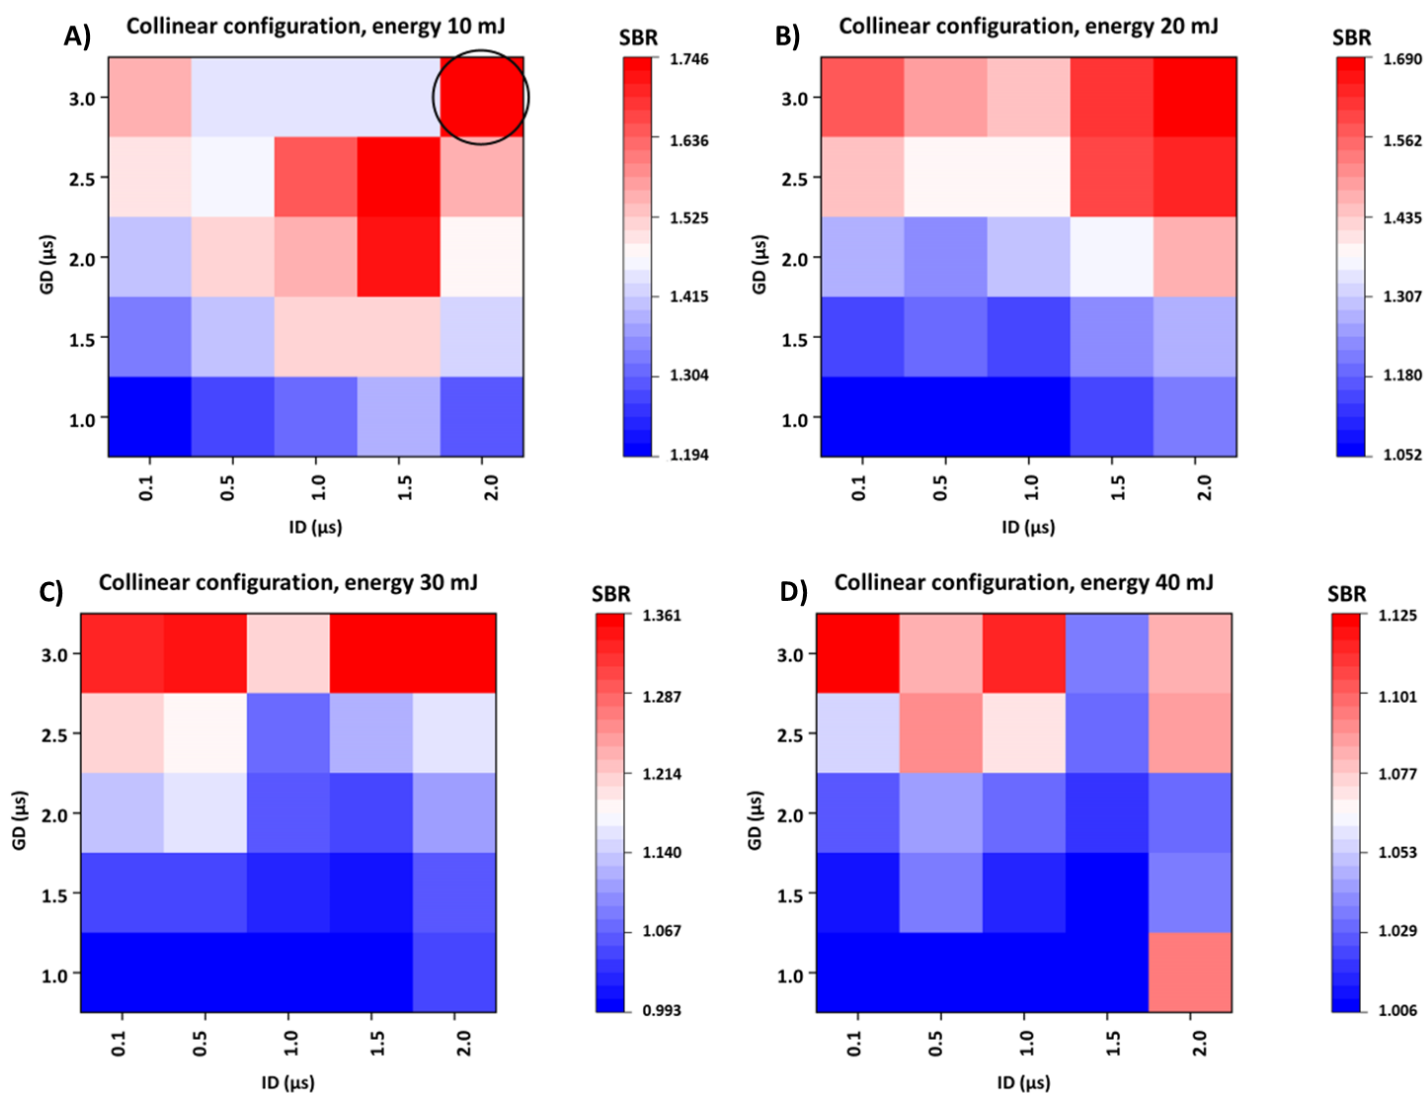 A) Collinear configuration, energy 10 mJ
SBR
1.746
1.636
1.525
1.415
1.304
1.194
GD (µs)
3.0
2.5
2.0
1.5
1.0
0.1 0.5 1.0 1.5 2.0
ID (µs)
B) Collinear configuration, energy 20 mJ
SBR
1.690
1.562
1.435
1.307
1.180
1.052
GD (µs)
3.0
2.5
2.0
1.5
1.0
0.1 0.5 1.0 1.5 2.0
ID (µs)
C) Collinear configuration, energy 30 mJ
SBR
1.361
1.287
1.214
1.140
1.067
0.993
GD (µs)
3.0
2.5
2.0
1.5
1.0
0.1 0.5 1.0 1.5 2.0
ID (µs)
D) Collinear configuration, energy 40 mJ
SBR
1.125
1.101
1.077
1.053
1.029
1.006
GD (µs)
3.0
2.5
2.0
1.5
1.0
0.1 0.5 1.0 1.5 2.0
ID (µs)